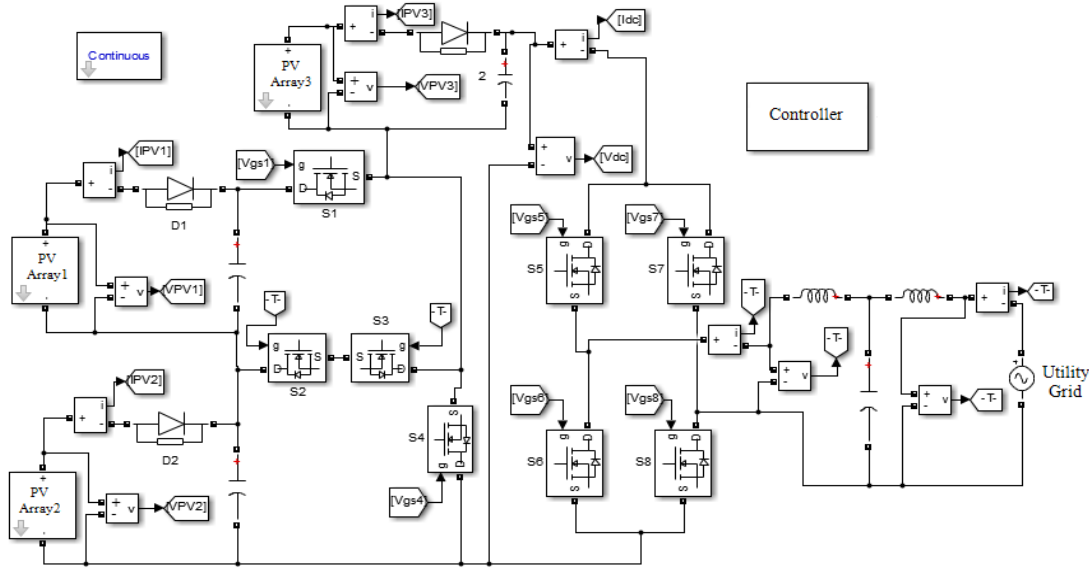 Continuous
PV
Array3
+
i
[IPV3]
v
[VPV3]
2
[Idc]
[Vdc]
Controller
[IPV1]
D1
PV
Array1
[VPV1]
[Vgs1]
g
D
S
S1
-T-
S2
S3
-T-
S4
[Vgs4]
[IPV2]
D2
PV
Array2
[VPV2]
[Vgs5]
S5
[Vgs7]
S7
[Vgs6]
S6
[Vgs8]
S8
-T-
-T-
-T-
-T-
Utility
Grid